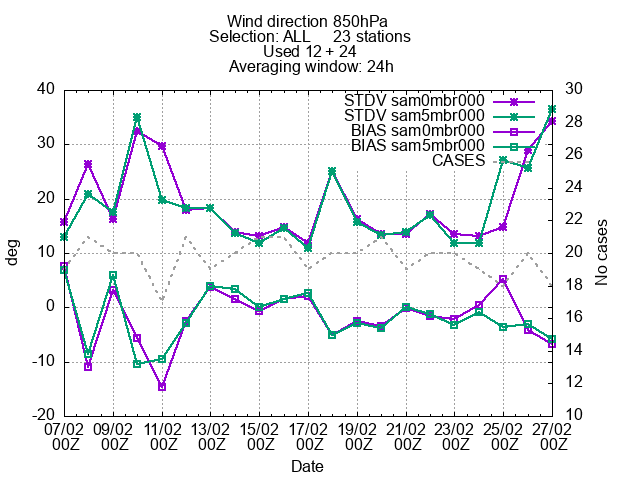 Wind direction 850hPa
Selection: ALL 23 stations
Used 12 + 24
Averaging window: 24h
STDV sam0mbr000
STDV sam5mbr000
BIAS sam0mbr000
BIAS sam5mbr000
CASES
40
30
20
10
0
-10
-20
deg
30
28
26
24
22
20
18
16
14
12
10
No cases
07/02 09/02 11/02 13/02 15/02 17/02 19/02 21/02 23/02 25/02 27/02
00Z 00Z 00Z 00Z 00Z 00Z 00Z 00Z 00Z 00Z 00Z
Date